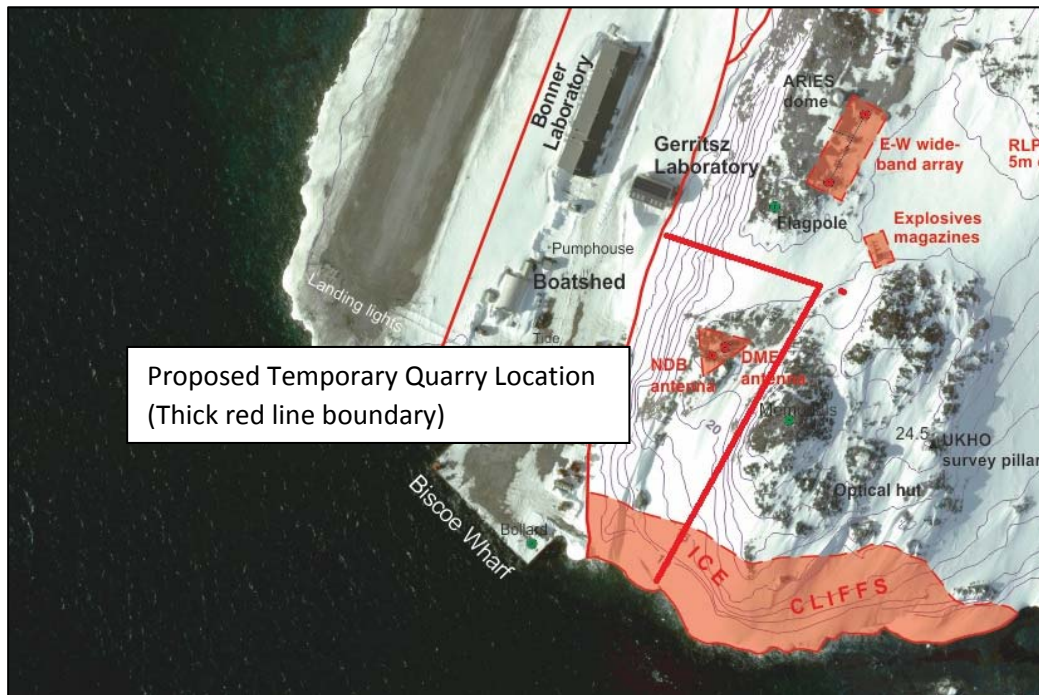 Bonner
Laboratory
ARIES
dome
Gerritsz
Laboratory
E-W wide-
band array
RLP
5m
Flagpole
Explosives
magazines
Pumphouse
Boatshed
Landing lights
Tide
Proposed Temporary Quarry Location
(Thick red line boundary)
NDB
antenna
DME
antenna
20
24.5
UKHO
survey pillar
Optical hut
Biscoe Wharf
Bollard
ICE
CLIFFS